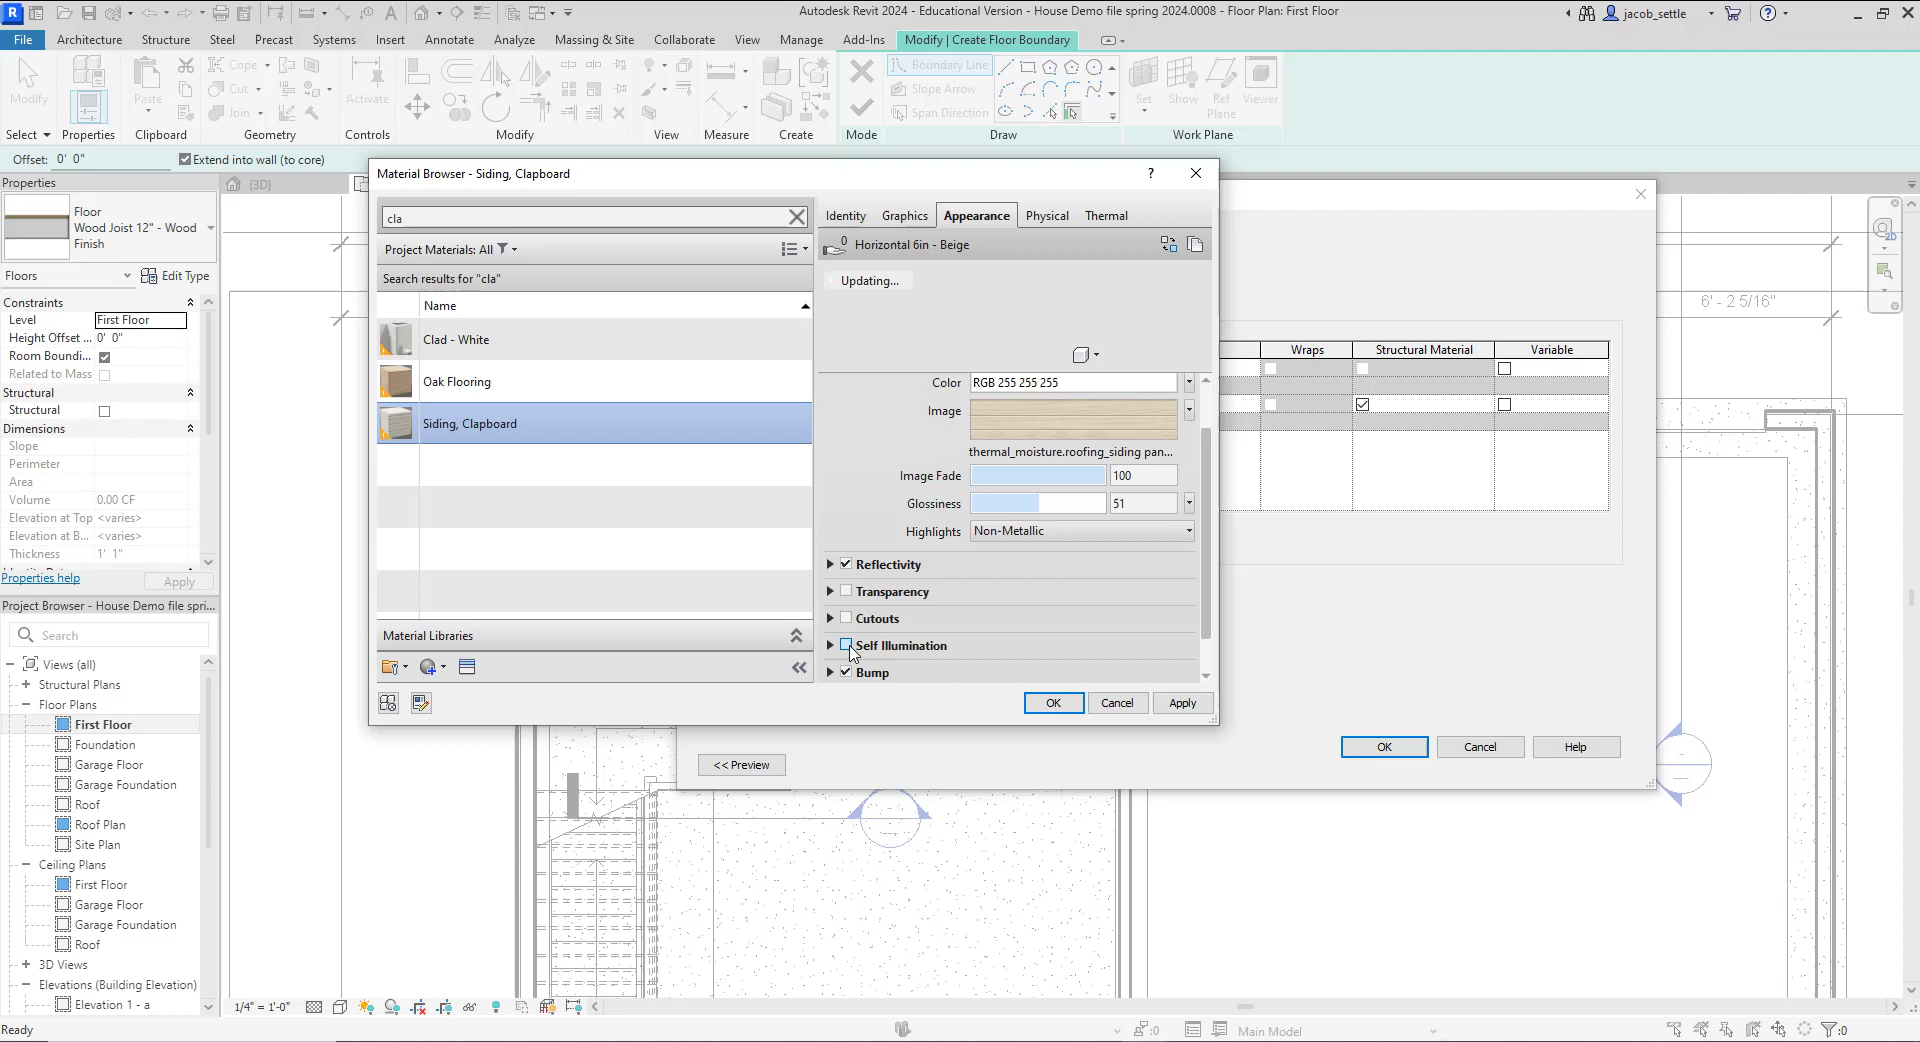 R
Autodesk Revit 2024 - Educational Version - House Demo file spring 2024.0008 - Floor Plan: First Floor
jacob_settle
File Architecture Structure Steel Precast Systems Insert Annotate Analyze Massing & Site Collaborate View Manage Add-Ins Modify | Create Floor Boundary
Modify
Paste
Cope
Cut
Join
Activate
Boundary Line
Slope Arrow
Span Direction
Set
Show
Ref
Plane
Viewer
Select Properties Clipboard Geometry Controls Modify View Measure Create Mode Draw Work Plane
Offset: 0' 0"
Extend into wall (to core)
Properties
Floor
Wood Joist 12" - Wood
Finish
Floors
Edit Type
Constraints
Level First Floor
Height Offset ... 0' 0"
Room Boundi...
Related to Mass
Structural
Structural
Dimensions
Slope
Perimeter
Area
Volume 0.00 CF
Elevation at Top <varies>
Elevation at B... <varies>
Thickness 1' 1"
Properties help
Apply
Project Browser - House Demo file spri...
Search
Views (all)
Structural Plans
Floor Plans
First Floor
Foundation
Garage Floor
Garage Foundation
Roof
Roof Plan
Site Plan
Ceiling Plans
First Floor
Garage Floor
Garage Foundation
Roof
3D Views
Elevations (Building Elevation)
Elevation 1 - a
{3D}
Material Browser - Siding, Clapboard
?
cla
Project Materials: All
Search results for "cla"
Name
Clad - White
Oak Flooring
Siding, Clapboard
Material Libraries
Identity Graphics Appearance Physical Thermal
0
Horizontal 6in - Beige
Updating...
Color RGB 255 255 255
Image
thermal_moisture.roofing_siding pan...
Image Fade 100
Glossiness 51
Highlights Non-Metallic
Reflectivity
Transparency
Cutouts
Self Illumination
Bump
OK Cancel Apply
Wraps Structural Material Variable
OK Cancel Help
<< Preview
6' - 2 5/16"
2D
1/4" = 1'-0"
Ready
:0
Main Model
:0